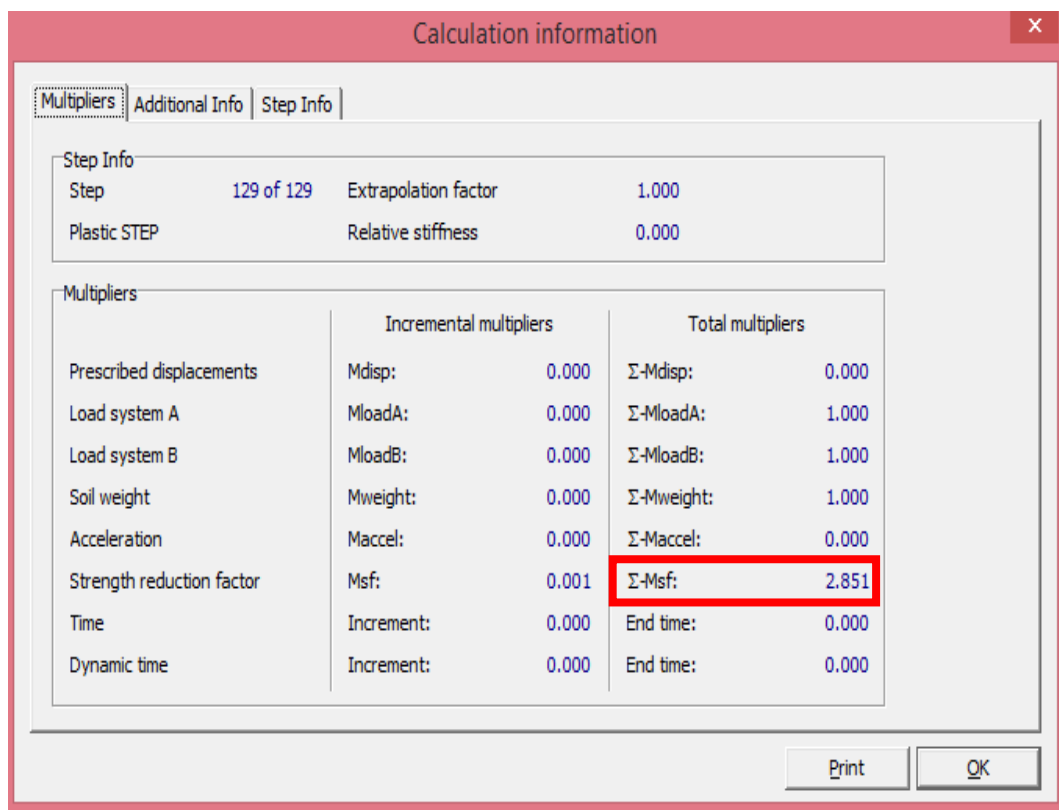 Calculation information
x
Multipliers Additional Info Step Info
Step Info
Step 129 of 129 Extrapolation factor 1.000
Plastic STEP Relative stiffness 0.000
Multipliers
Incremental multipliers Total multipliers
Prescribed displacements Mdisp: 0.000 Σ-Mdisp: 0.000
Load system A MloadA: 0.000 Σ-MloadA: 1.000
Load system B MloadB: 0.000 Σ-MloadB: 1.000
Soil weight Mweight: 0.000 Σ-Mweight: 1.000
Acceleration Maccel: 0.000 Σ-Maccel: 0.000
Strength reduction factor Msf: 0.001 Σ-Msf: 2.851
Time Increment: 0.000 End time: 0.000
Dynamic time Increment: 0.000 End time: 0.000
Print OK